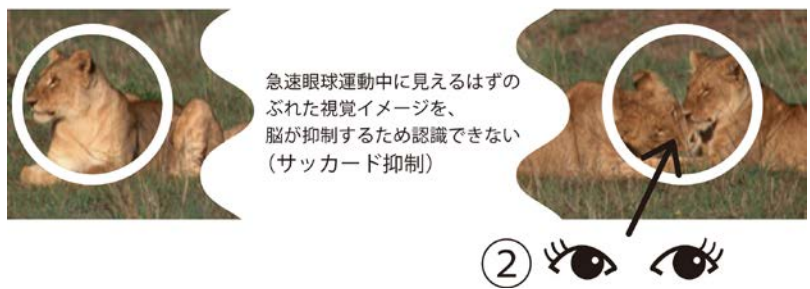 急速眼球運動中に見えるはずの
ぶれた視覚イメージを、
脳が抑制するため認識できない
（サッカード抑制）
②